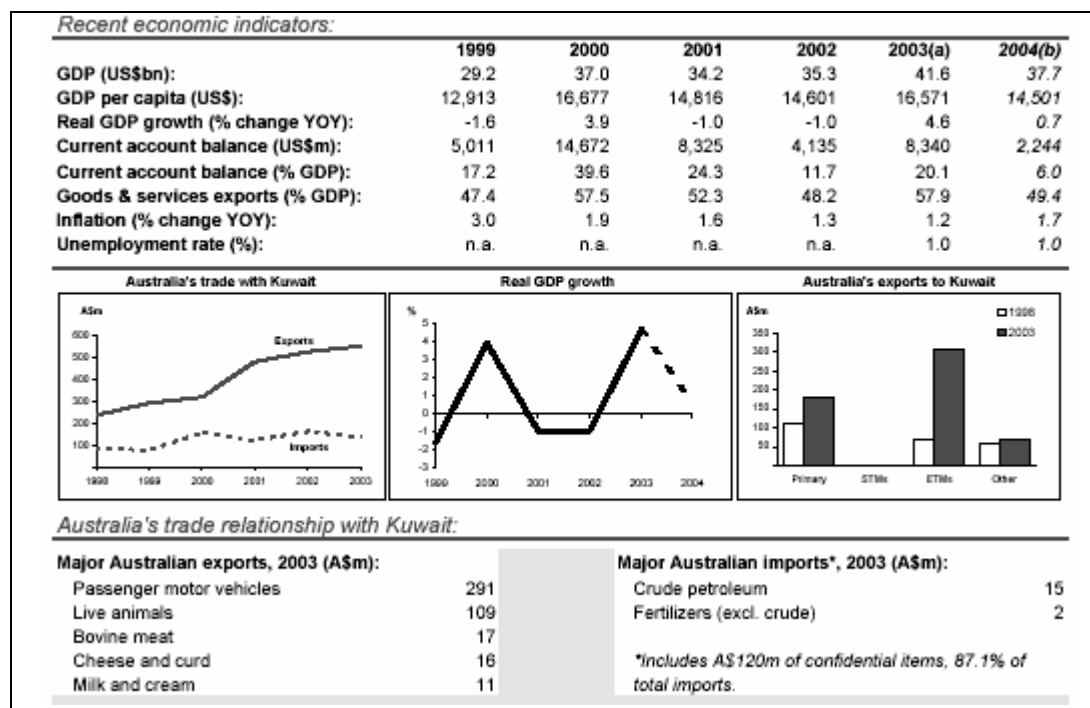 Recent economic indicators:
1999 2000 2001 2002 2003(a) 2004(b)
GDP (US$bn): 29.2 37.0 34.2 35.3 41.6 37.7
GDP per capita (US$): 12,913 16,677 14,816 14,601 16,571 14,501
Real GDP growth (% change YOY): -1.6 3.9 -1.0 -1.0 4.6 0.7
Current account balance (US$m): 5,011 14,672 8,325 4,135 8,340 2,244
Current account balance (% GDP): 17.2 39.6 24.3 11.7 20.1 6.0
Goods & services exports (% GDP): 47.4 57.5 52.3 48.2 57.9 49.4
Inflation (% change YOY): 3.0 1.9 1.6 1.3 1.2 1.7
Unemployment rate (%): n.a. n.a. n.a. n.a. 1.0 1.0
Australia's trade with Kuwait
A$m
600
500
400
300
200
100
Exports
Imports
1998 1999 2000 2001 2002 2003
Real GDP growth
%
5
4
3
2
1
0
-1
-2
-3
1999 2000 2001 2002 2003 2004
Australia's exports to Kuwait
A$m
1998
2003
350
300
250
200
150
100
50
Primary STMs ETMs Other
Australia's trade relationship with Kuwait:
Major Australian exports, 2003 (A$m):
Passenger motor vehicles 291
Live animals 109
Bovine meat 17
Cheese and curd 16
Milk and cream 11
Major Australian imports*, 2003 (A$m):
Crude petroleum 15
Fertilizers (excl. crude) 2
*Includes A$120m of confidential items, 87.1% of
total imports.